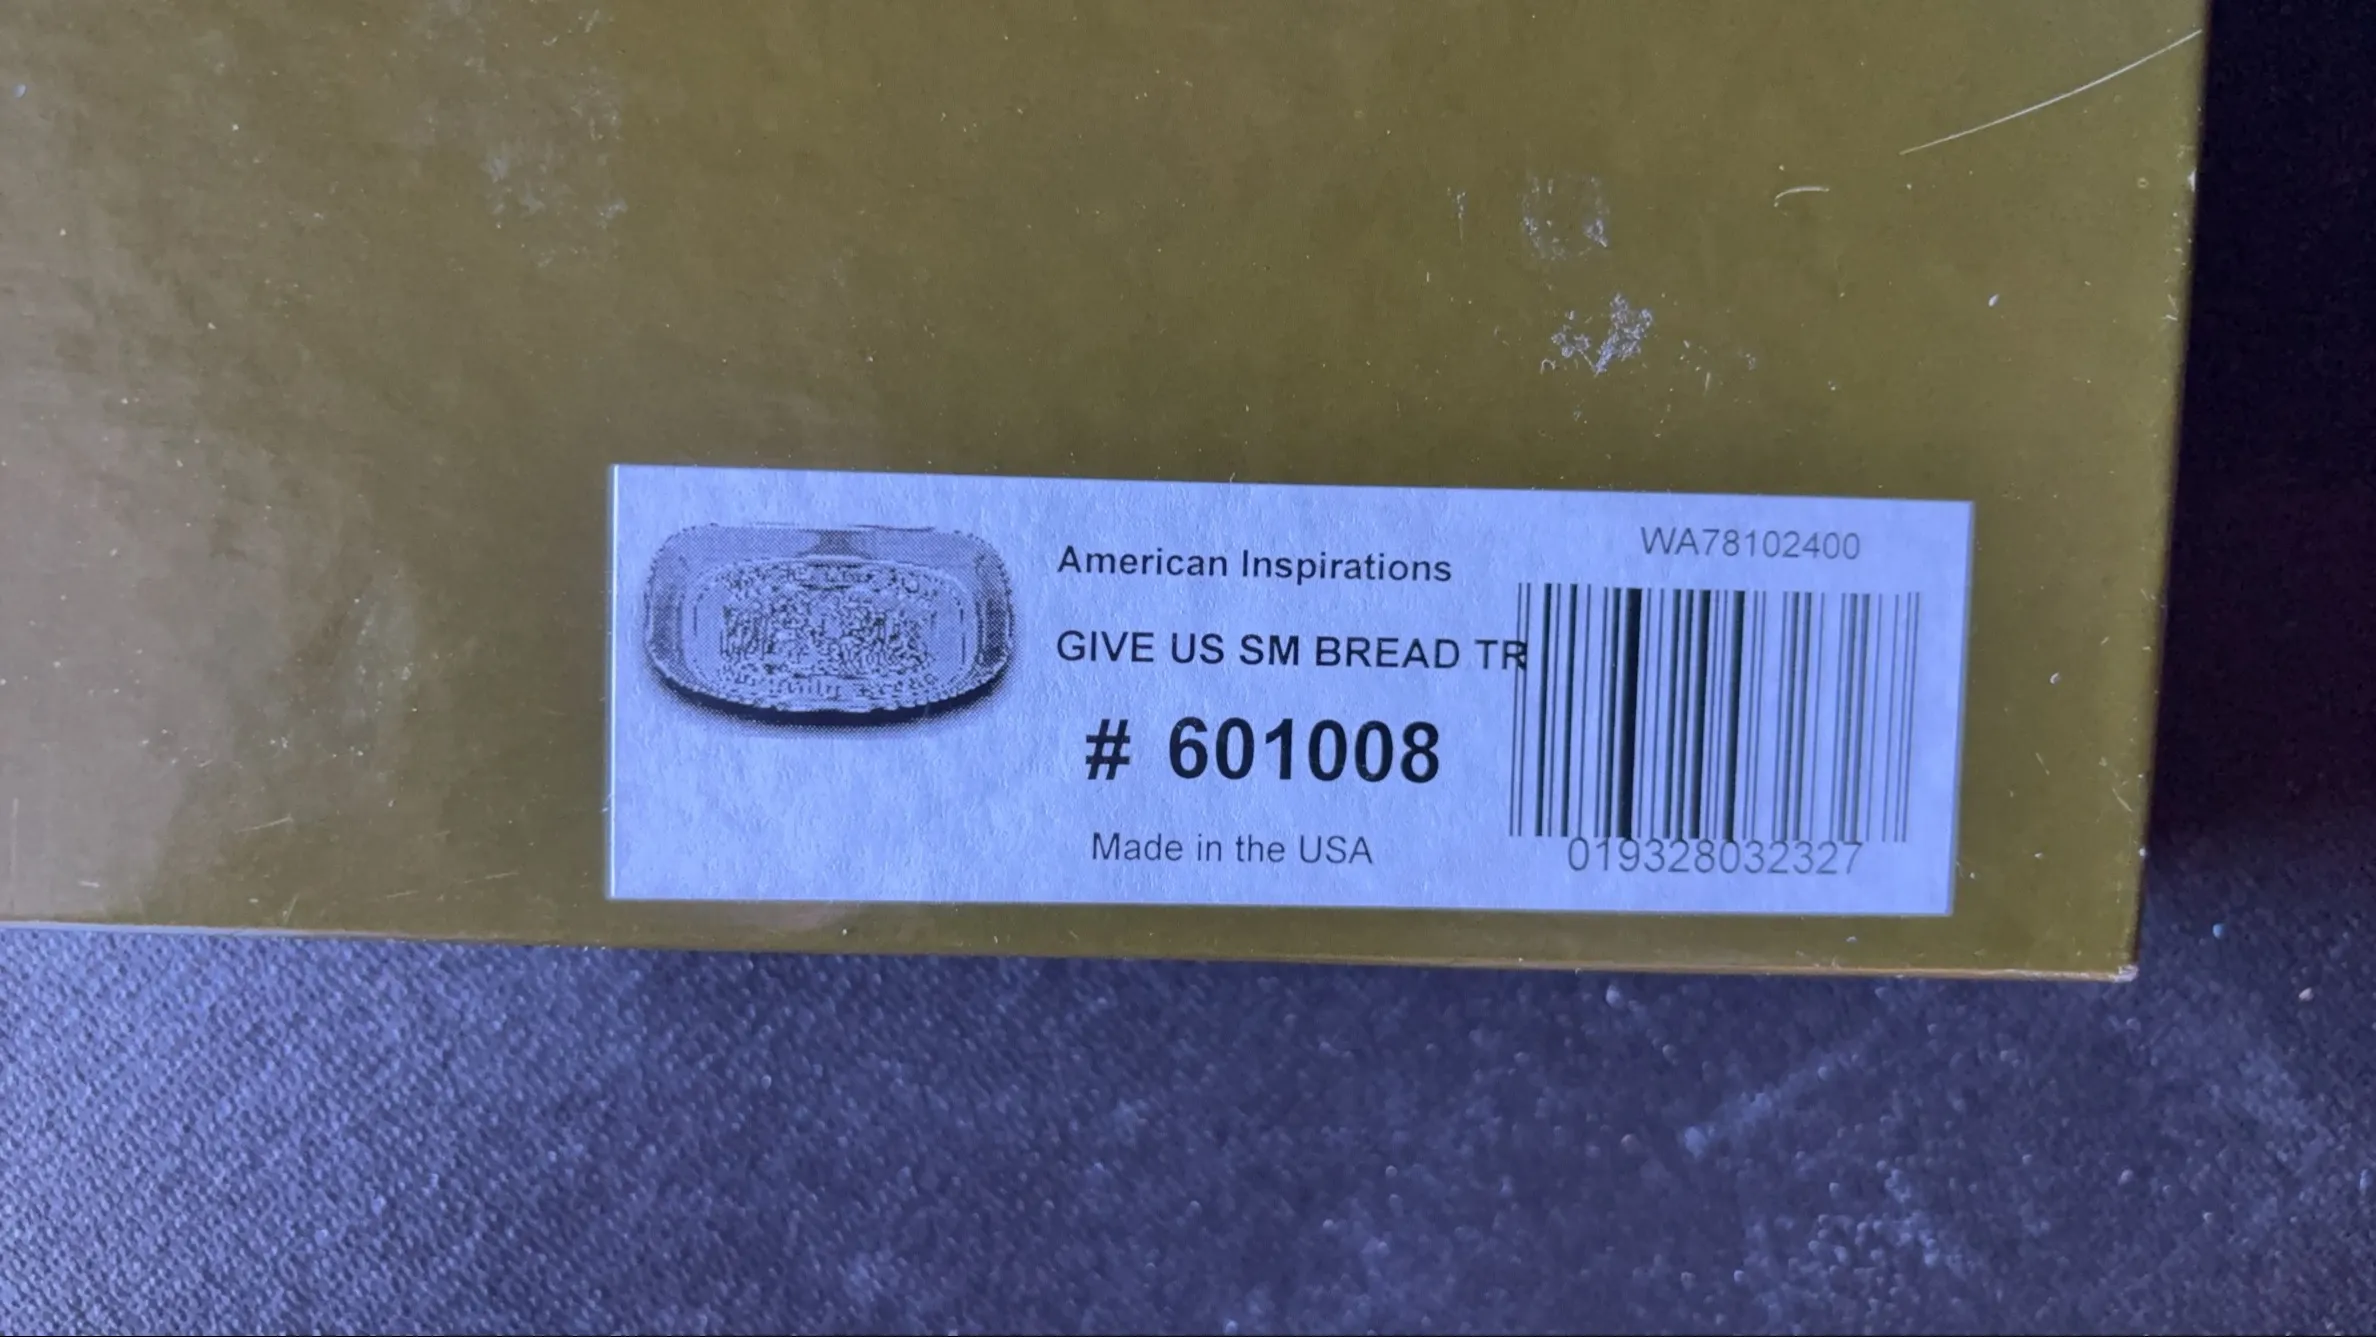 American Inspirations
GIVE US SM BREAD TR
# 601008
Made in the USA
WA78102400
019328032327